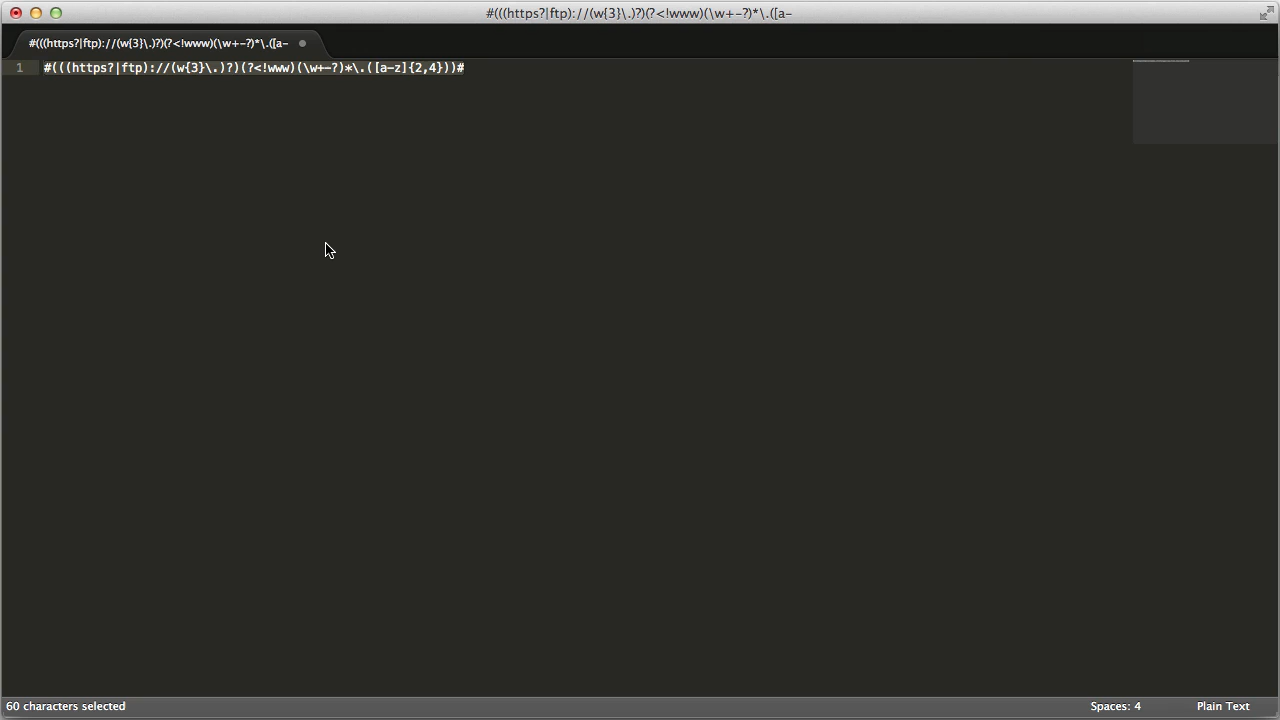 #(((https?|ftp)://(w{3}\.)?)(?<!www)(\w+-?)*\.([a-
#(((https?|ftp)://(w{3}\.)?)(?<!www)(\w+-?)*\.([a-
1 #(((https?|ftp)://(w{3}\.)?)(?<!www)(\w+-?)*\.([a-z]{2,4}))#
60 characters selected
Spaces: 4
Plain Text